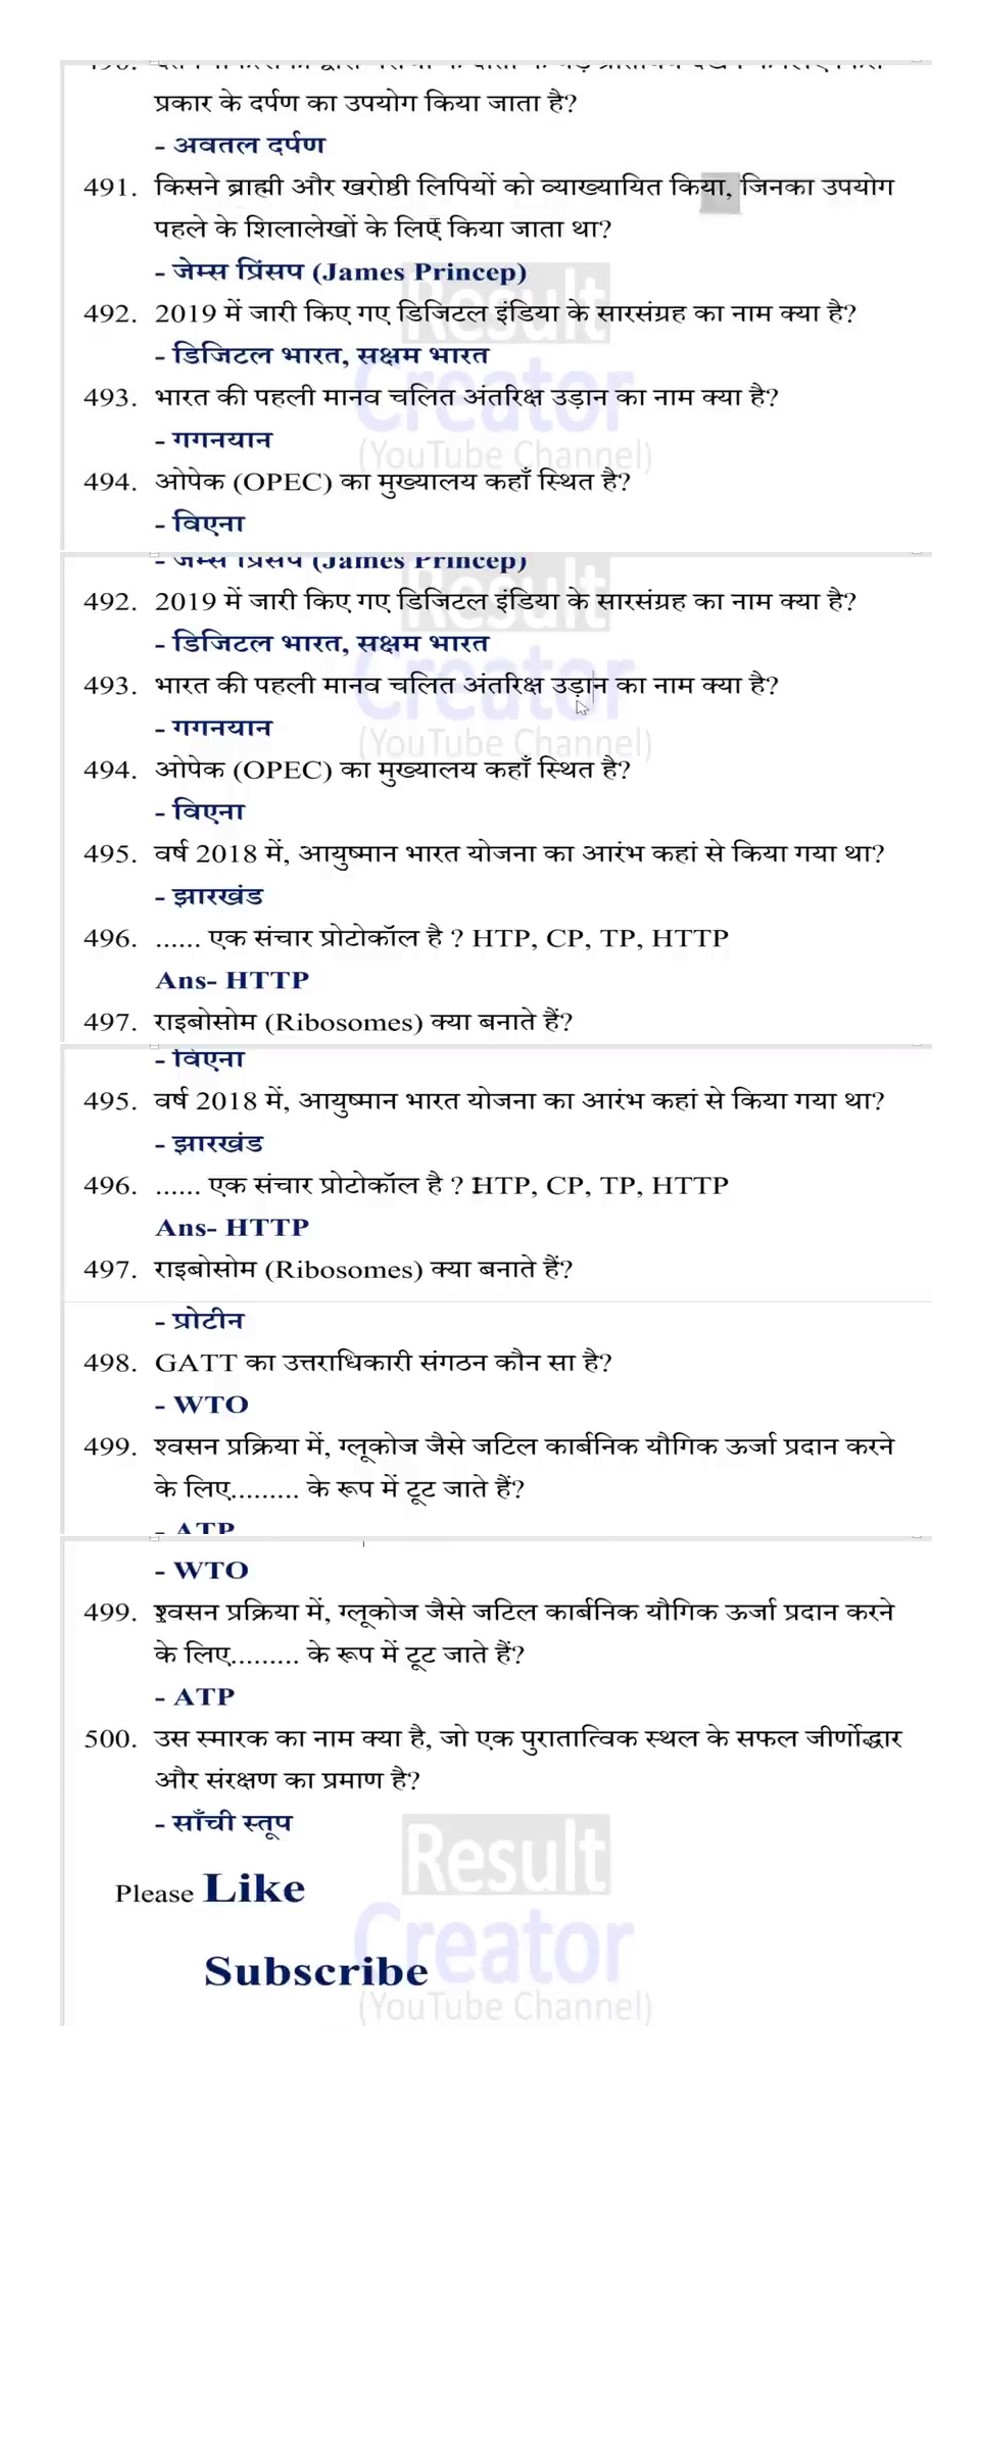 प्रकार के दर्पण का उपयोग किया जाता है?
- अवतल दर्पण
491. किसने ब्राह्मी और खरोष्ठी लिपियों को व्याख्यायित किया, जिनका उपयोग
पहले के शिलालेखों के लिए किया जाता था?
- जेम्स प्रिंसप (James Princep)
492. 2019 में जारी किए गए डिजिटल इंडिया के सारसंग्रह का नाम क्या है?
- डिजिटल भारत, सक्षम भारत
493. भारत की पहली मानव चलित अंतरिक्ष उड़ान का नाम क्या है?
- गगनयान
494. ओपेक (OPEC) का मुख्यालय कहाँ स्थित है?
- विएना
Result
Creator
(YouTube Channel)
- जेम्स प्रिंसप (James Princep)
492. 2019 में जारी किए गए डिजिटल इंडिया के सारसंग्रह का नाम क्या है?
- डिजिटल भारत, सक्षम भारत
493. भारत की पहली मानव चलित अंतरिक्ष उड़ान का नाम क्या है?
- गगनयान
494. ओपेक (OPEC) का मुख्यालय कहाँ स्थित है?
- विएना
495. वर्ष 2018 में, आयुष्मान भारत योजना का आरंभ कहां से किया गया था?
- झारखंड
496. ...... एक संचार प्रोटोकॉल है ? HTP, CP, TP, HTTP
Ans- HTTP
497. राइबोसोम (Ribosomes) क्या बनाते हैं?
Result
Creator
(YouTube Channel)
- विएना
495. वर्ष 2018 में, आयुष्मान भारत योजना का आरंभ कहां से किया गया था?
- झारखंड
496. ...... एक संचार प्रोटोकॉल है ? HTP, CP, TP, HTTP
Ans- HTTP
497. राइबोसोम (Ribosomes) क्या बनाते हैं?
- प्रोटीन
498. GATT का उत्तराधिकारी संगठन कौन सा है?
- WTO
499. श्वसन प्रक्रिया में, ग्लूकोज जैसे जटिल कार्बनिक यौगिक ऊर्जा प्रदान करने
के लिए......... के रूप में टूट जाते हैं?
- ATP
- WTO
499. श्वसन प्रक्रिया में, ग्लूकोज जैसे जटिल कार्बनिक यौगिक ऊर्जा प्रदान करने
के लिए......... के रूप में टूट जाते हैं?
- ATP
500. उस स्मारक का नाम क्या है, जो एक पुरातात्विक स्थल के सफल जीर्णोद्धार
और संरक्षण का प्रमाण है?
- साँची स्तूप
Please Like
Subscribe
Result
Creator
(YouTube Channel)